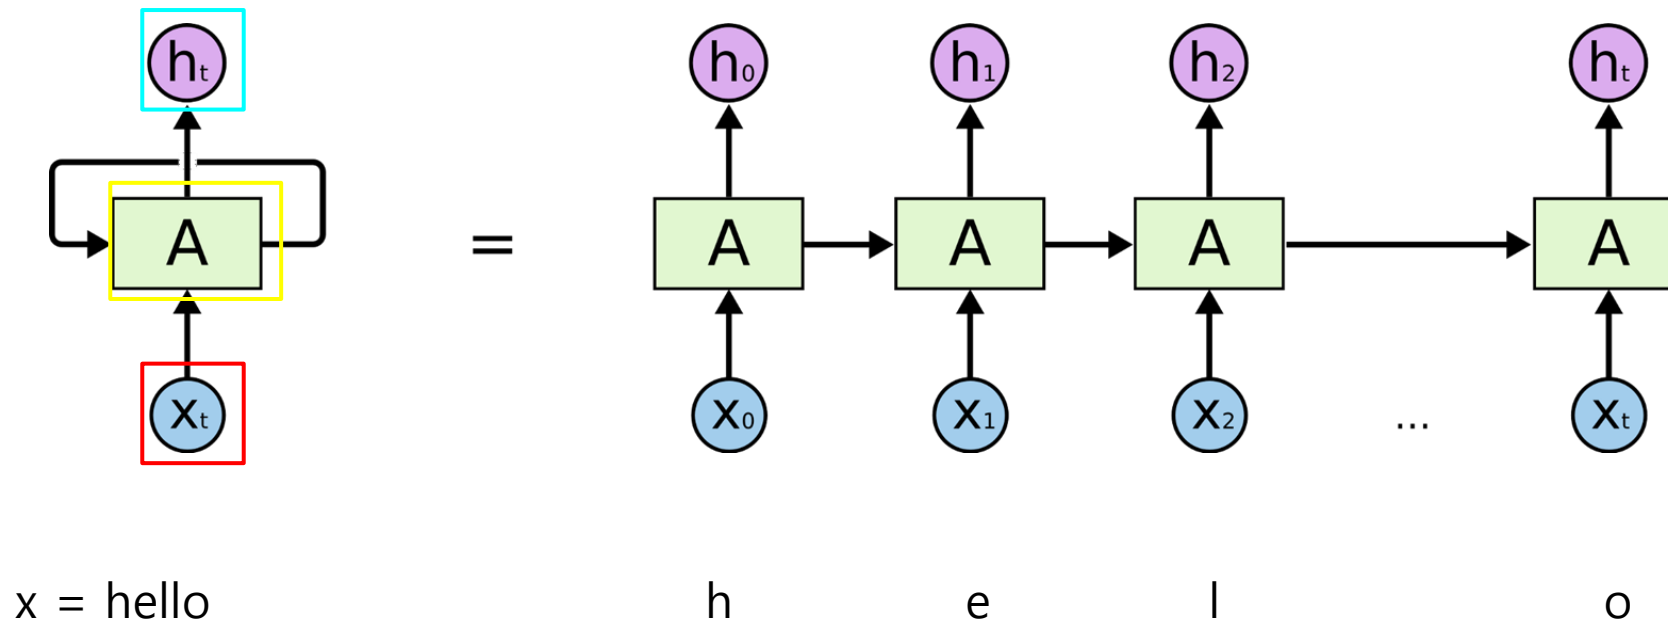 hₜ h₀ h₁ h₂ hₜ
A = A A A A
xₜ x₀ x₁ x₂ ... xₜ
x = hello h e l o